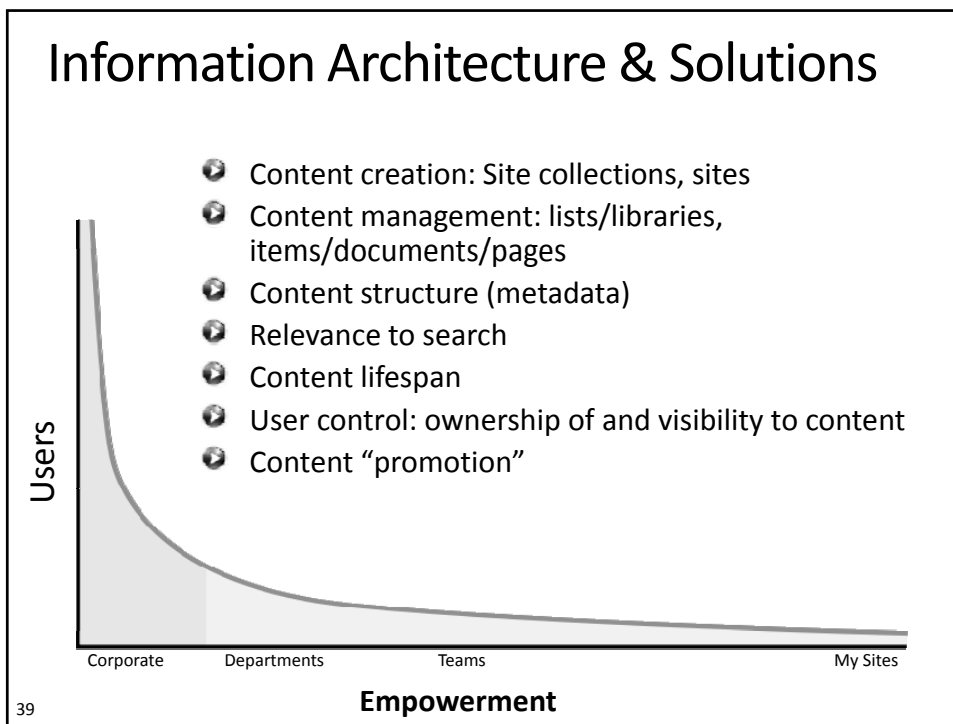 Information Architecture & Solutions
Content creation: Site collections, sites
Content management: lists/libraries,
items/documents/pages
Content structure (metadata)
Relevance to search
Content lifespan
User control: ownership of and visibility to content
Content “promotion”
Users
Corporate
Departments
Teams
My Sites
Empowerment
39